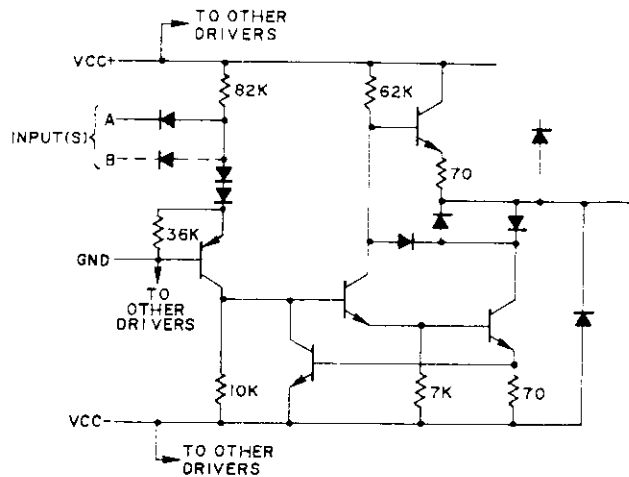 TO OTHER
DRIVERS
VCC+
82K
62K
A
INPUT(S)
B
70
36K
GND
TO
OTHER
DRIVERS
10K
7K
70
VCC-
TO OTHER
DRIVERS